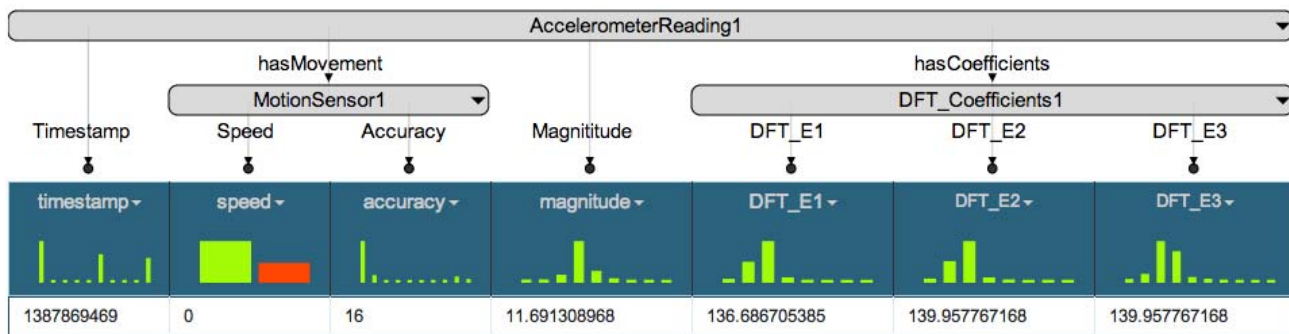 AccelerometerReading1
hasMovement hasCoefficients
MotionSensor1 DFT_Coefficients1
Timestamp Speed Accuracy Magnititude DFT_E1 DFT_E2 DFT_E3
timestamp speed accuracy magnitude DFT_E1 DFT_E2 DFT_E3
1387869469 0 16 11.691308968 136.686705385 139.957767168 139.957767168